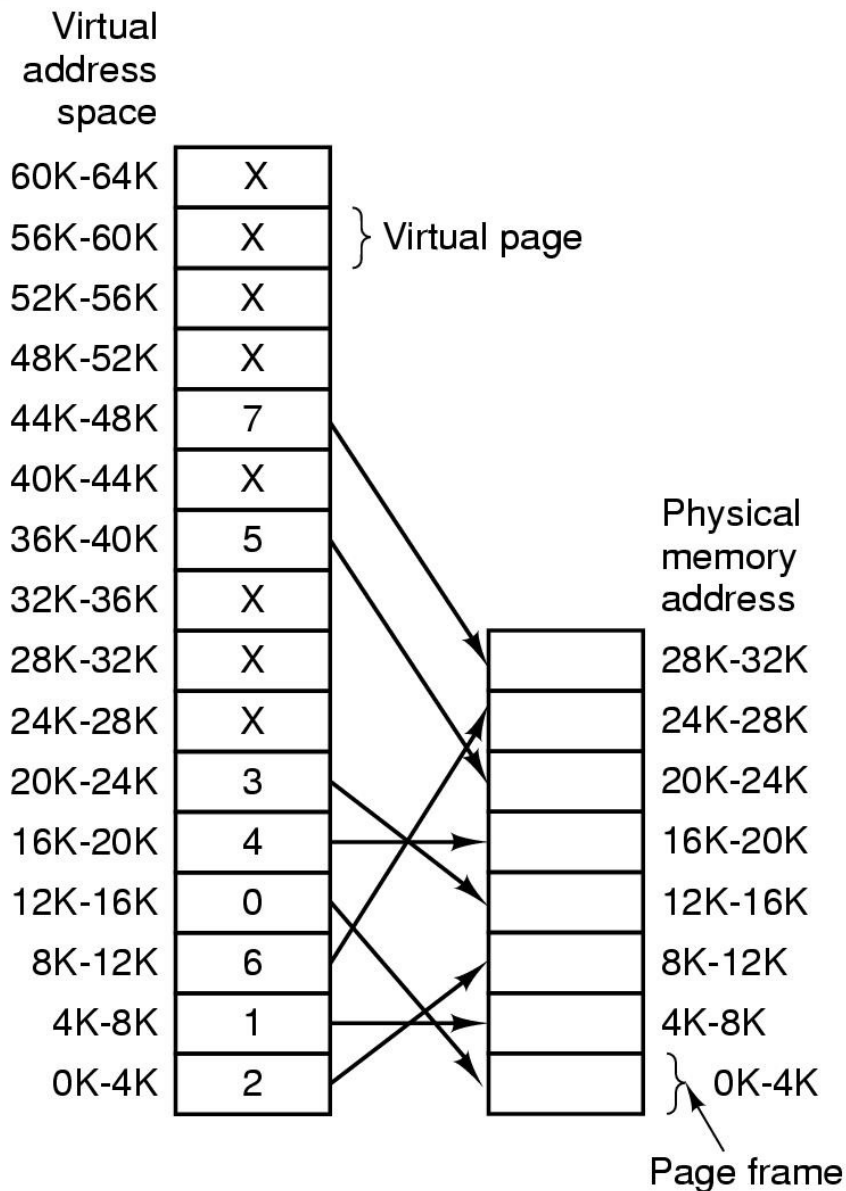 Virtual
address
space
60K-64K X
56K-60K X Virtual page
52K-56K X
48K-52K X
44K-48K 7
40K-44K X
36K-40K 5
32K-36K X
28K-32K X
24K-28K X
20K-24K 3
16K-20K 4
12K-16K 0
8K-12K 6
4K-8K 1
0K-4K 2
Physical
memory
address
28K-32K
24K-28K
20K-24K
16K-20K
12K-16K
8K-12K
4K-8K
0K-4K
Page frame